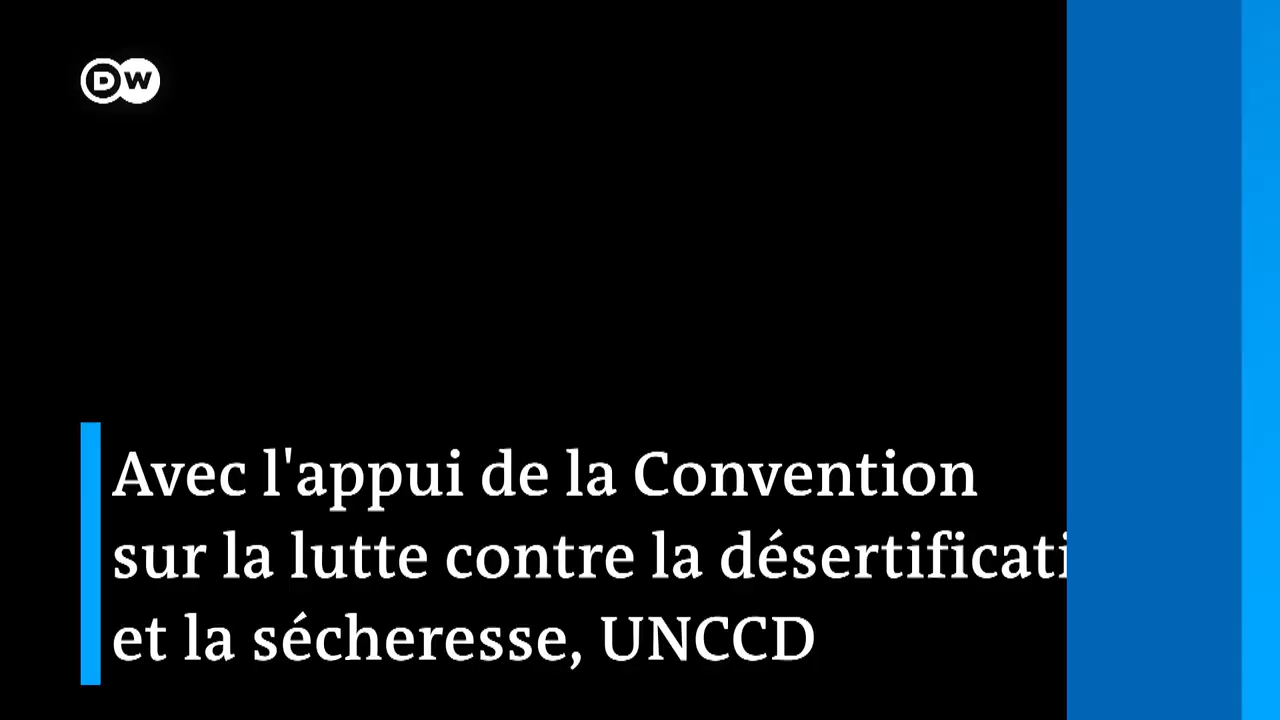 DW
Avec l'appui de la Convention
sur la lutte contre la désertificati
et la sécheresse, UNCCD